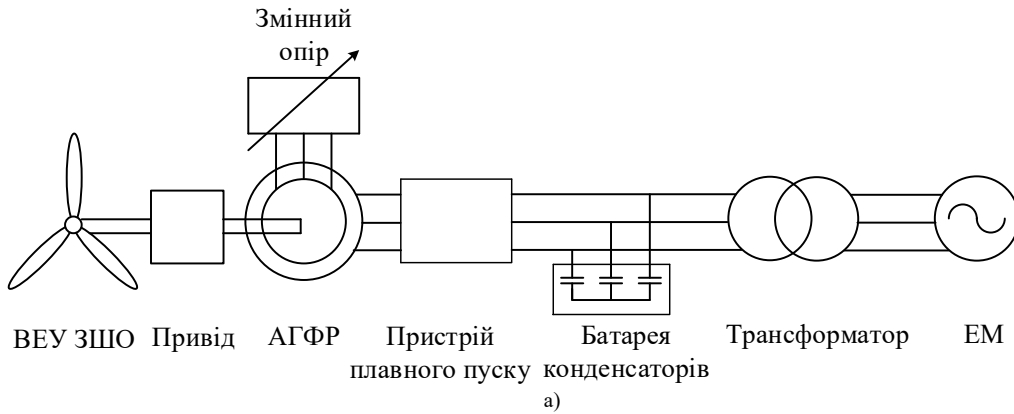 Змінний
опір
ВЕУ ЗШО Привід АГФР Пристрій Батарея Трансформатор ЕМ
плавного пуску конденсаторів
а)